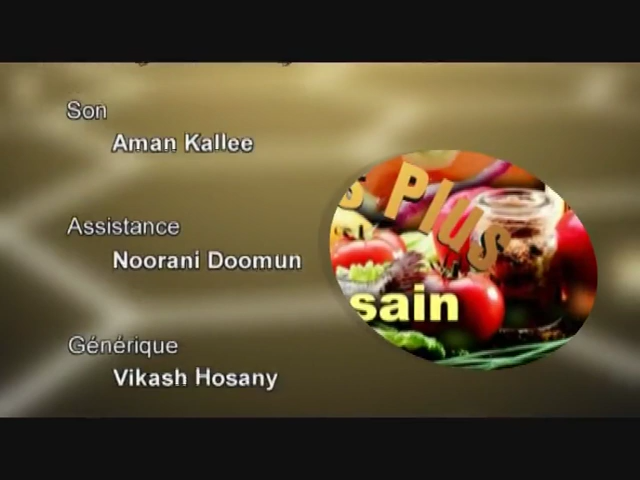 Son
Aman Kallee
Assistance
Noorani Doomun
Générique
Vikash Hosany
s Plus
sain